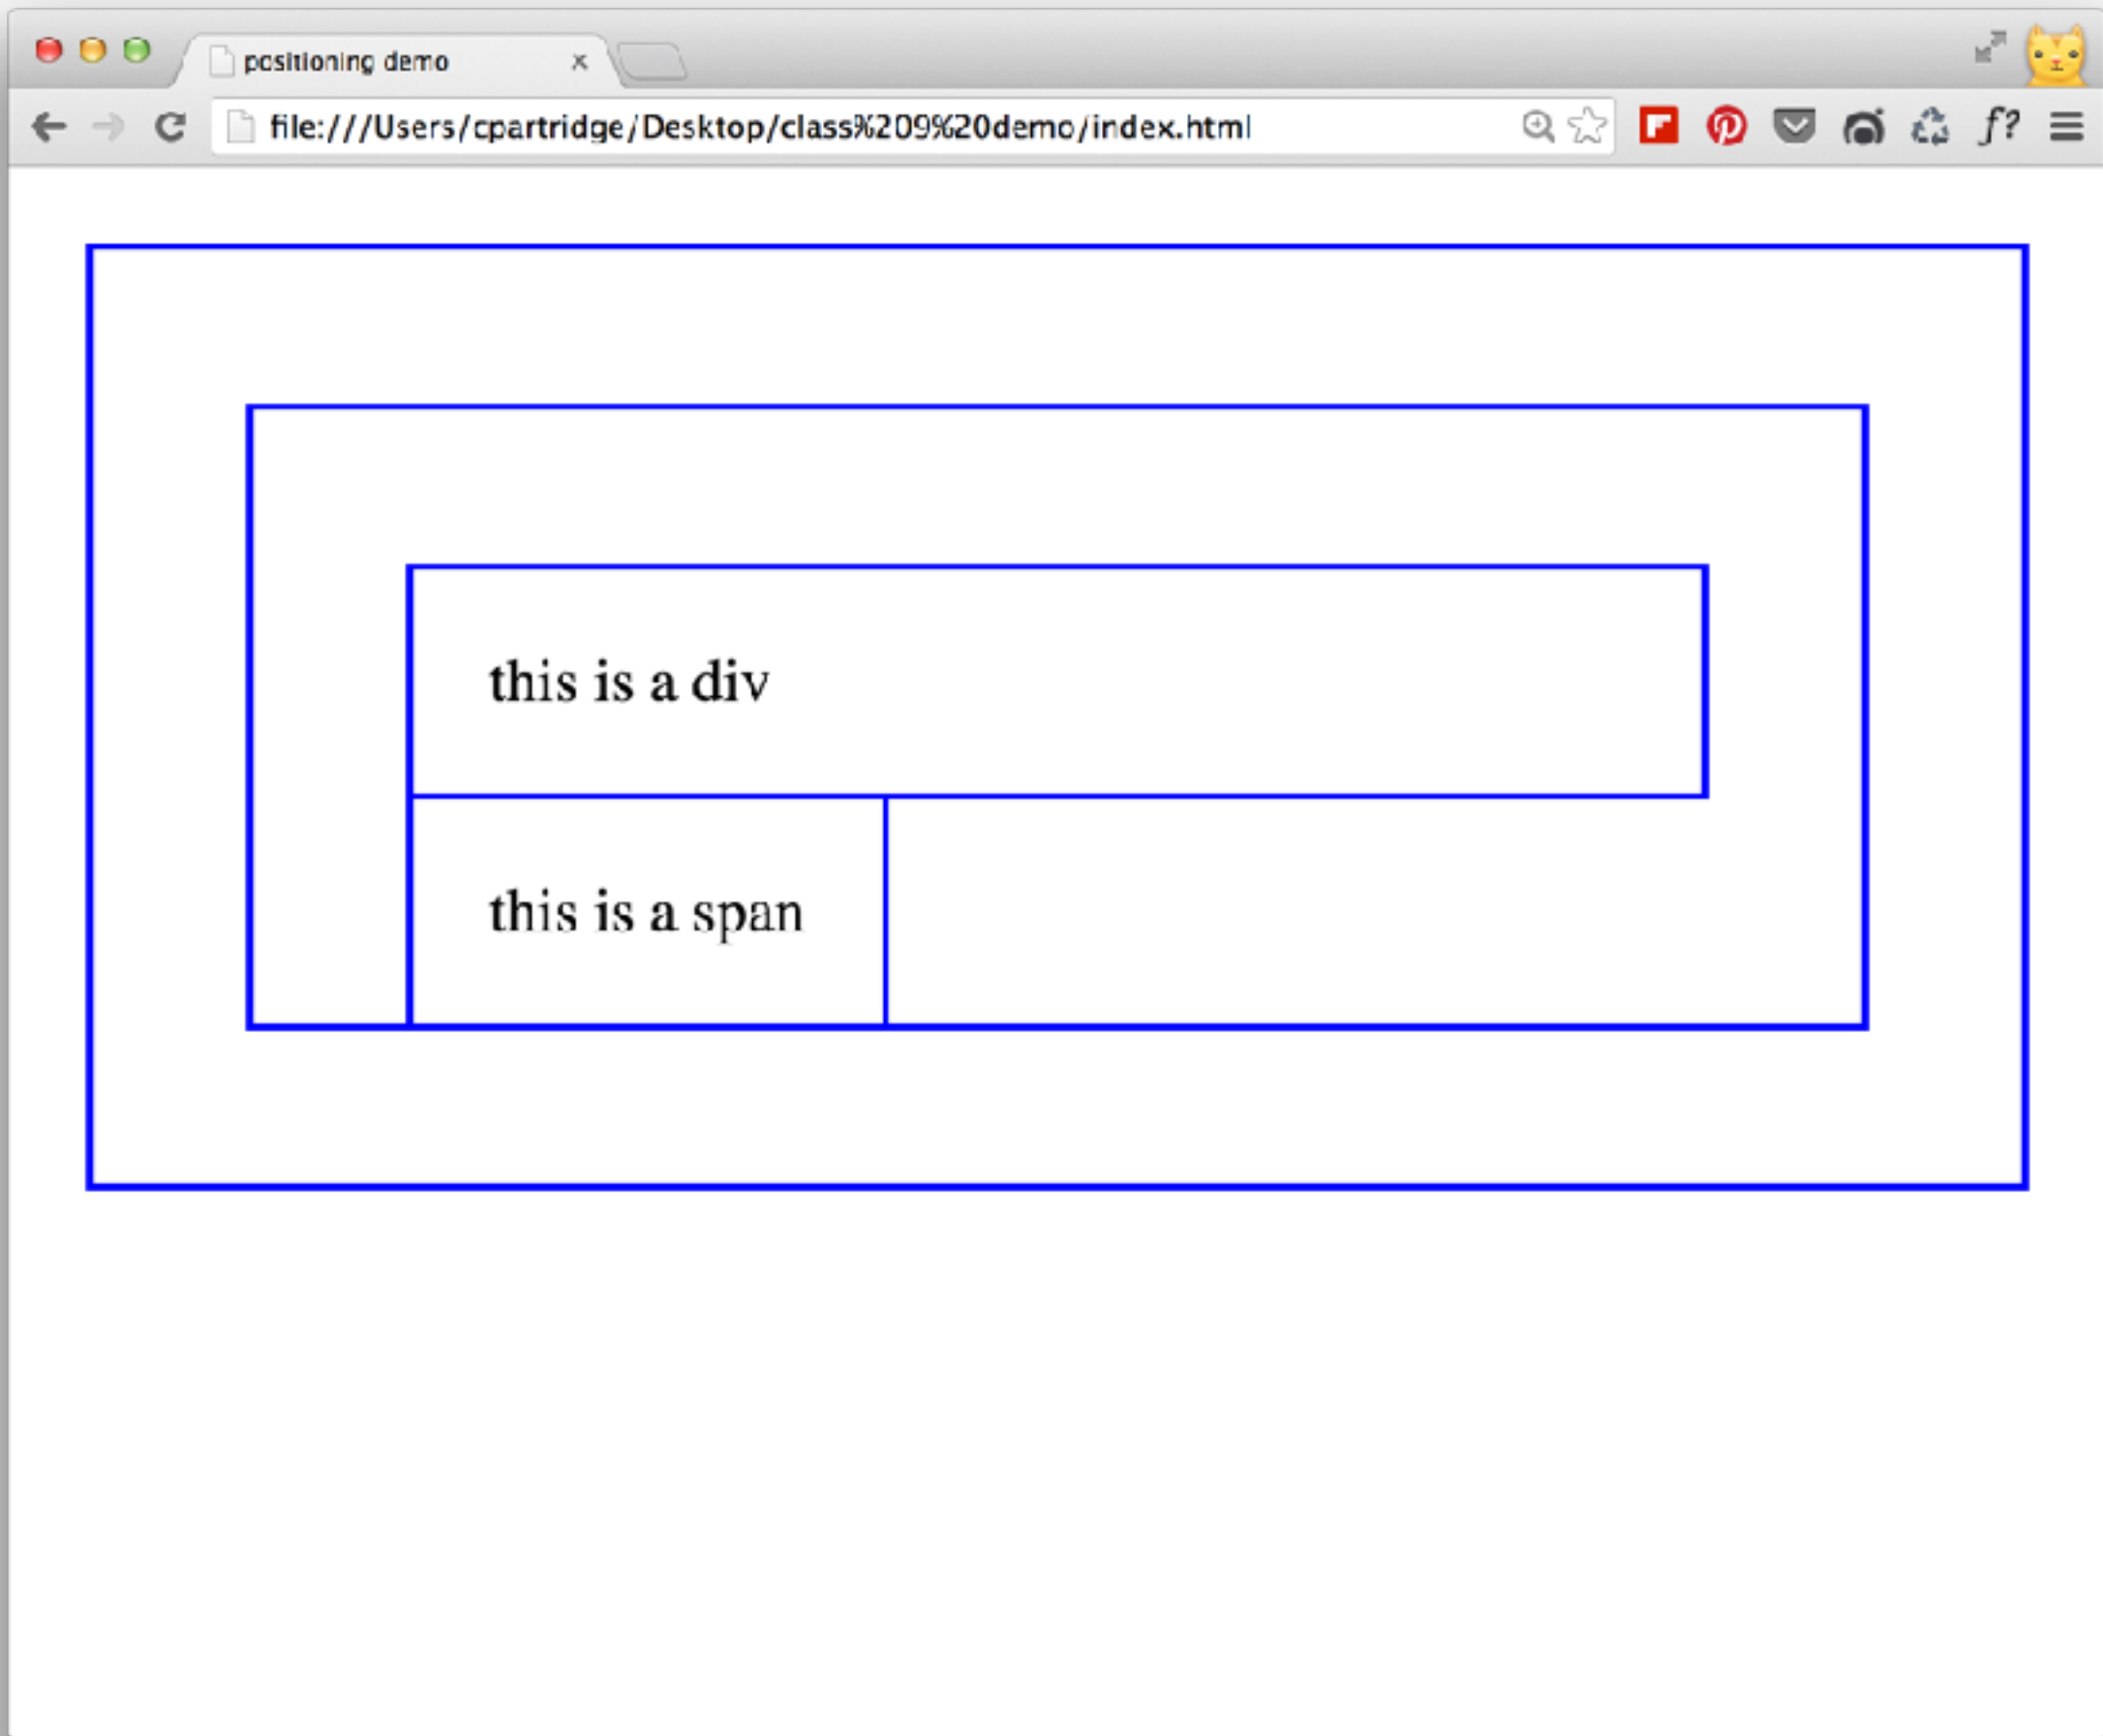 positioning demo
file:///Users/cpartridge/Desktop/class%209%20demo/index.html
f?
this is a div
this is a span